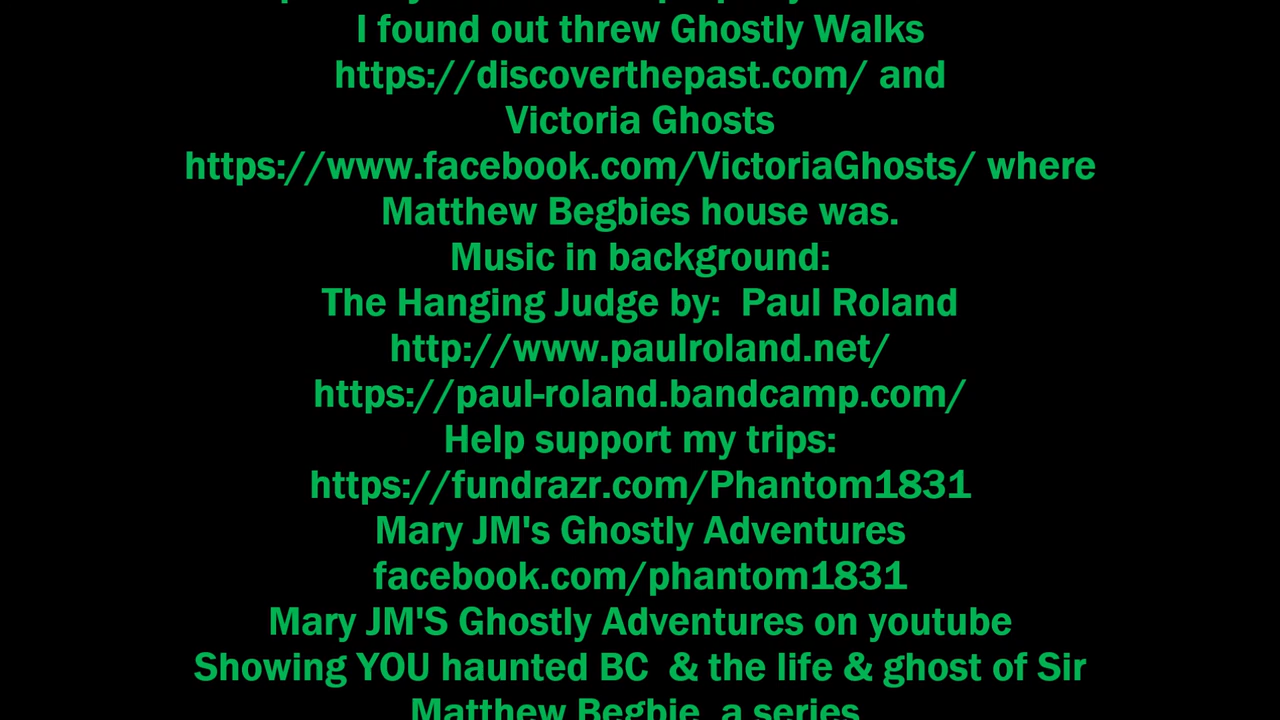 I found out threw Ghostly Walks
https://discoverthepast.com/ and
Victoria Ghosts
https://www.facebook.com/VictoriaGhosts/ where
Matthew Begbies house was.
Music in background:
The Hanging Judge by:  Paul Roland
http://www.paulroland.net/
https://paul-roland.bandcamp.com/
Help support my trips:
https://fundrazr.com/Phantom1831
Mary JM's Ghostly Adventures
facebook.com/phantom1831
Mary JM'S Ghostly Adventures on youtube
Showing YOU haunted BC  & the life & ghost of Sir
Matthew Begbie  a series